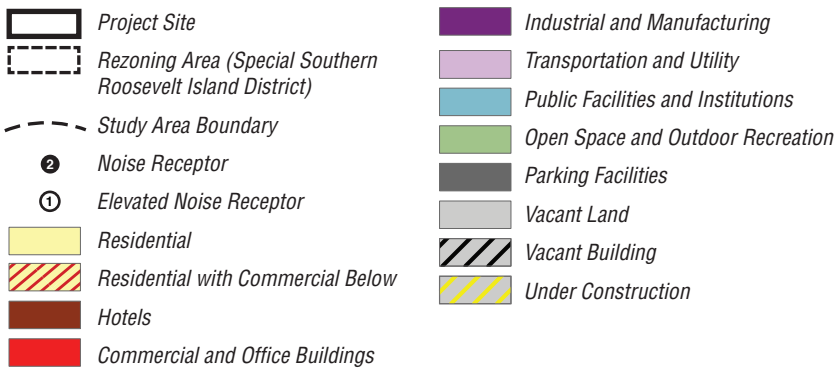 Project Site
Rezoning Area (Special Southern
Roosevelt Island District)
Study Area Boundary
2 Noise Receptor
1 Elevated Noise Receptor
Residential
Residential with Commercial Below
Hotels
Commercial and Office Buildings
Industrial and Manufacturing
Transportation and Utility
Public Facilities and Institutions
Open Space and Outdoor Recreation
Parking Facilities
Vacant Land
Vacant Building
Under Construction